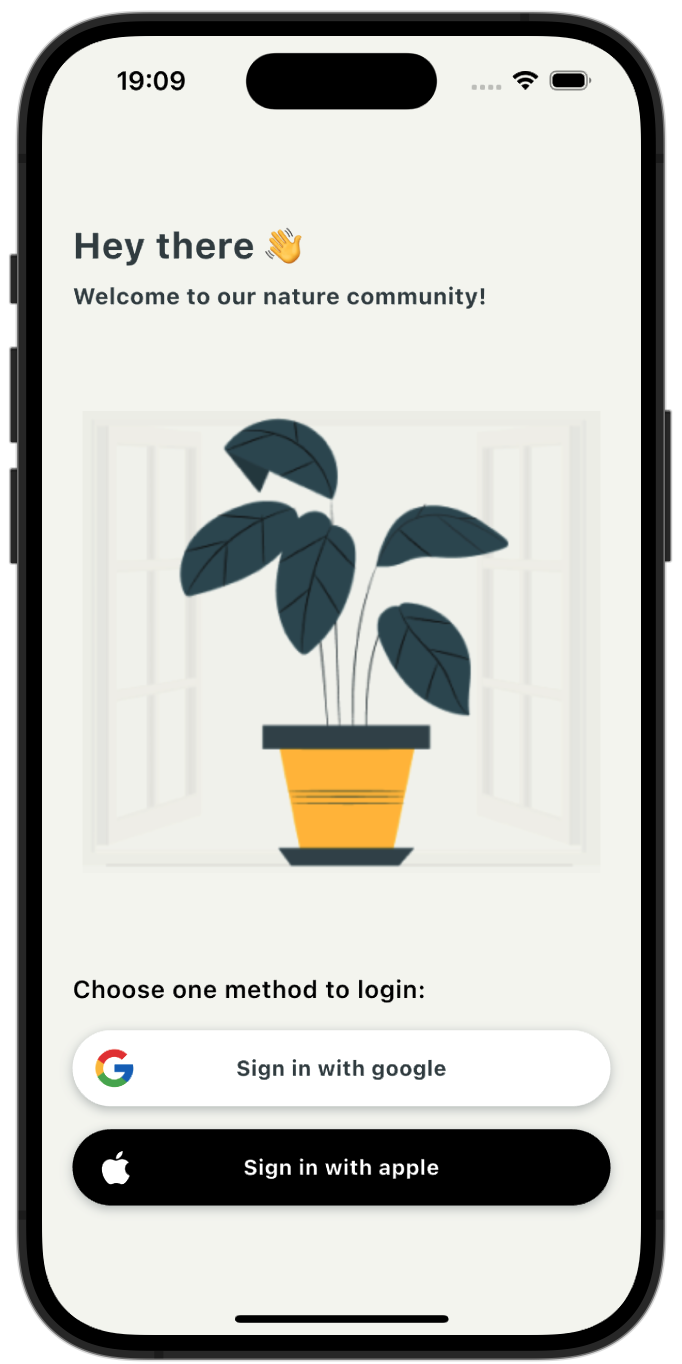 19:09
Hey there 👋
Welcome to our nature community!
Choose one method to login:
Sign in with google
Sign in with apple